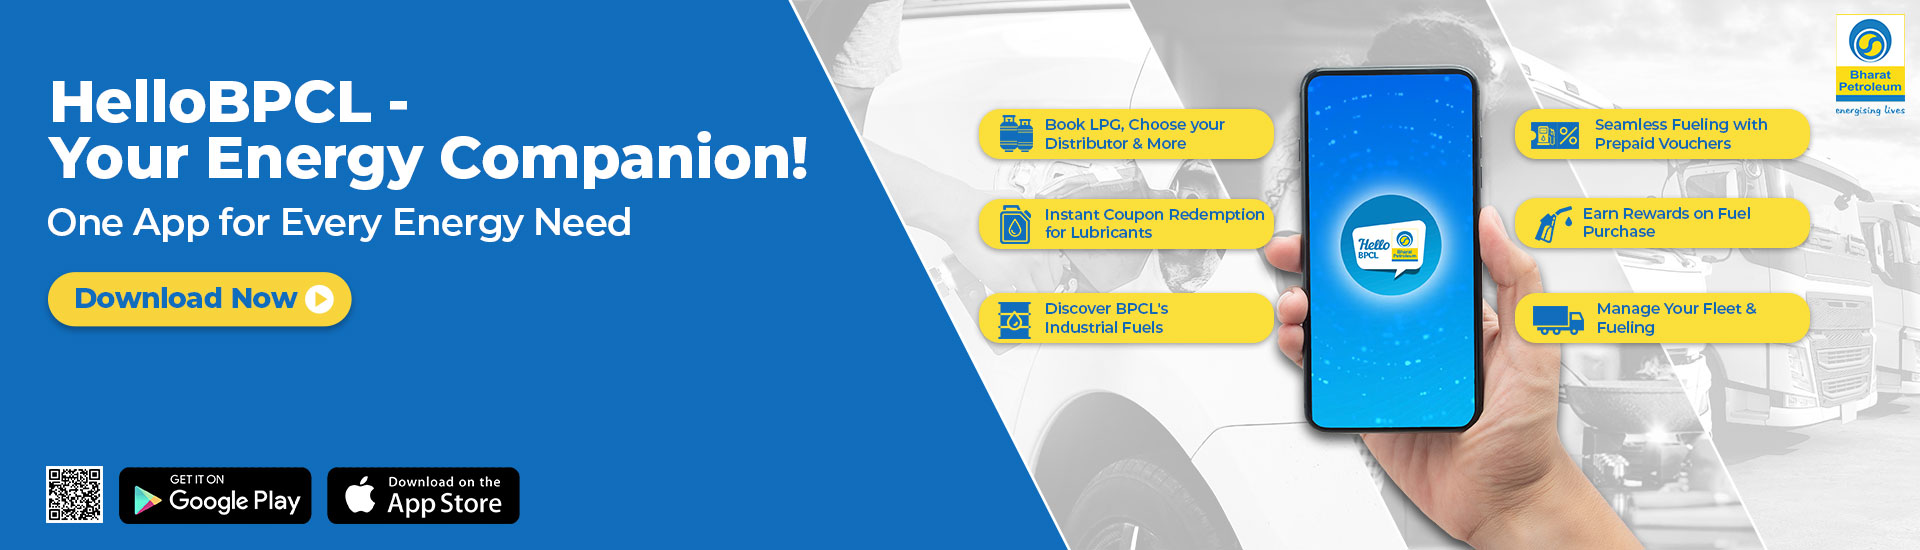 HelloBPCL -
Your Energy Companion!
One App for Every Energy Need
Download Now
GET IT ON
Google Play
Download on the
App Store
Book LPG, Choose your
Distributor & More
Instant Coupon Redemption
for Lubricants
Discover BPCL's
Industrial Fuels
Hello
BPCL
Bharat
Petroleum
Seamless Fueling with
Prepaid Vouchers
Earn Rewards on Fuel
Purchase
Manage Your Fleet &
Fueling
Bharat
Petroleum
energising lives